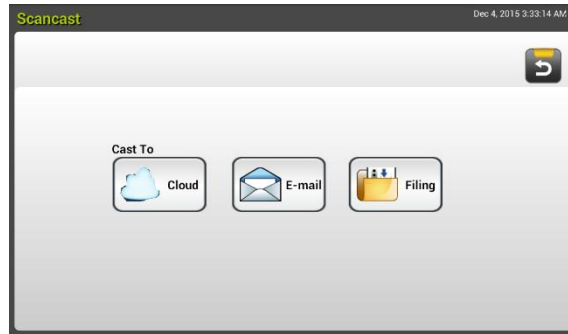 Scancast
Dec 4, 2015 3:33:14 AM
Cast To
Cloud
E-mail
Filing